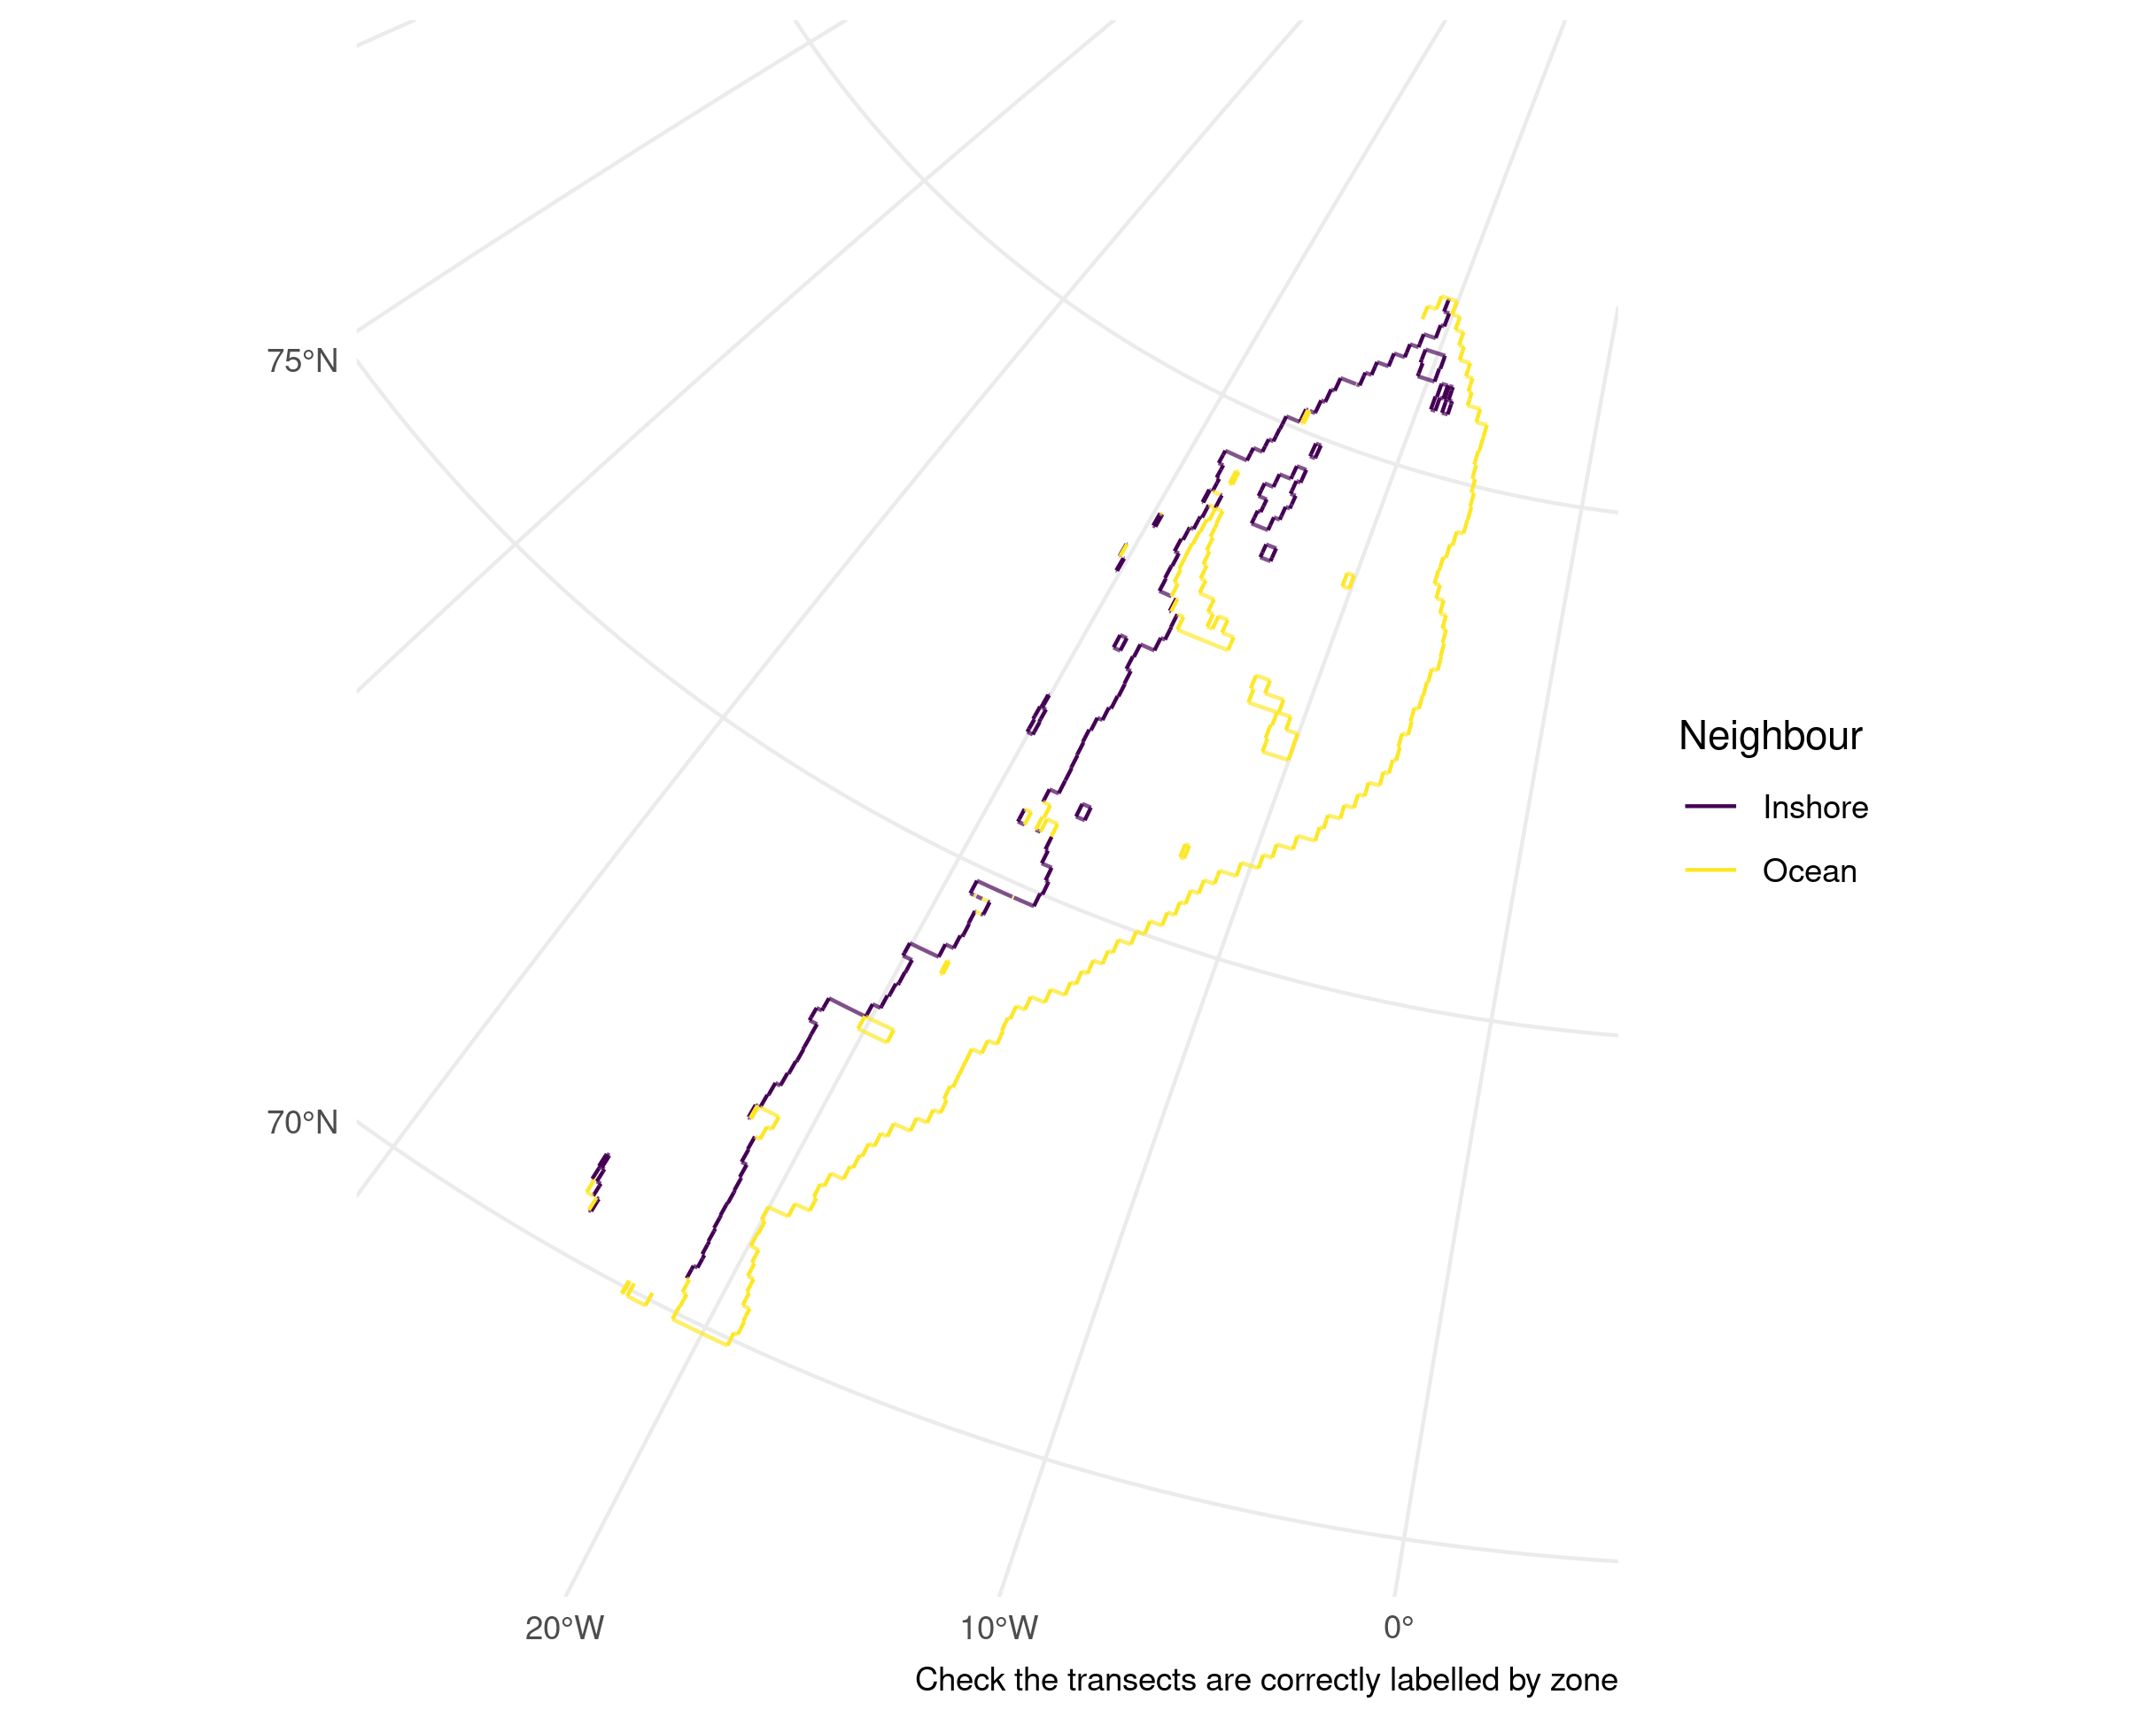 75°N
70°N
20°W
10°W
0°
Check the transects are correctly labelled by zone
Neighbour
Inshore
Ocean